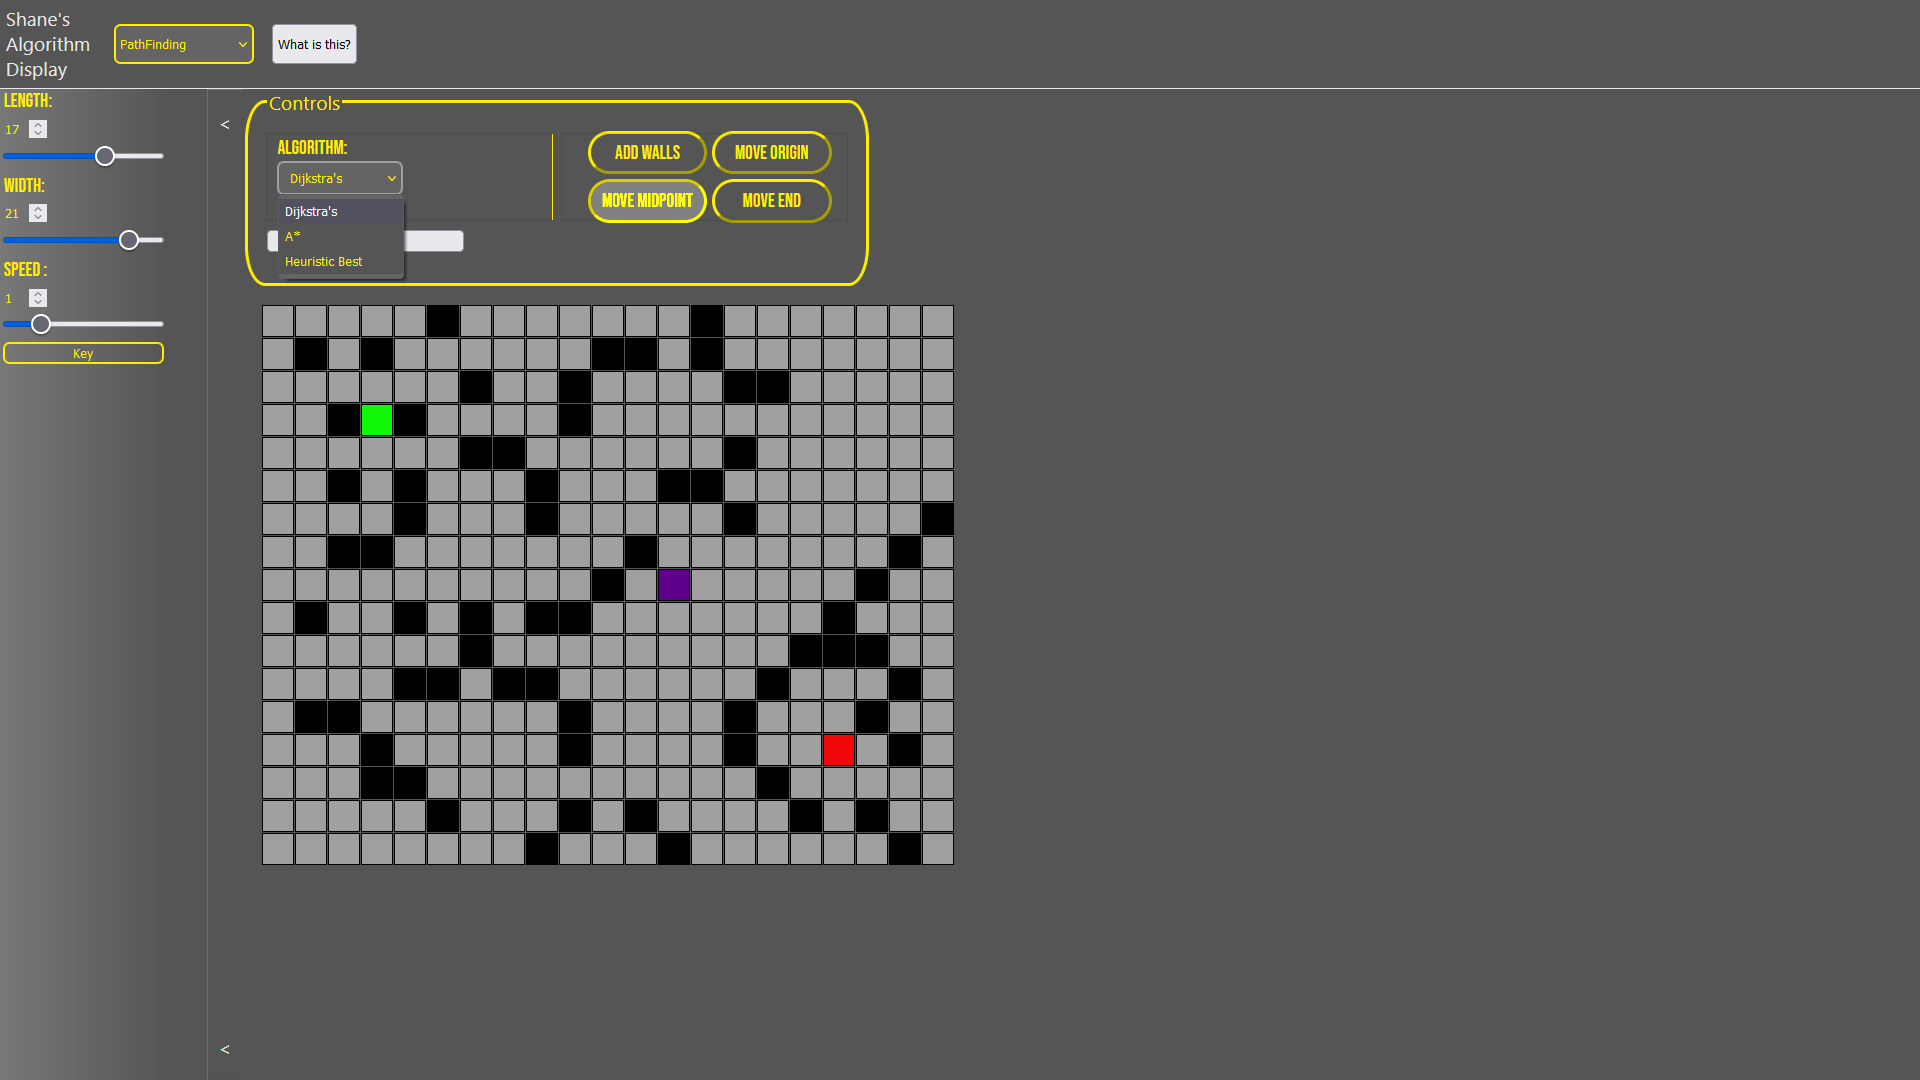 Shane's
Algorithm
Display
PathFinding
What is this?
LENGTH:
17
WIDTH:
21
SPEED :
1
Key
<
<
Controls
ALGORITHM:
Dijkstra's
Dijkstra's
A*
Heuristic Best
ADD WALLS
MOVE ORIGIN
MOVE MIDPOINT
MOVE END